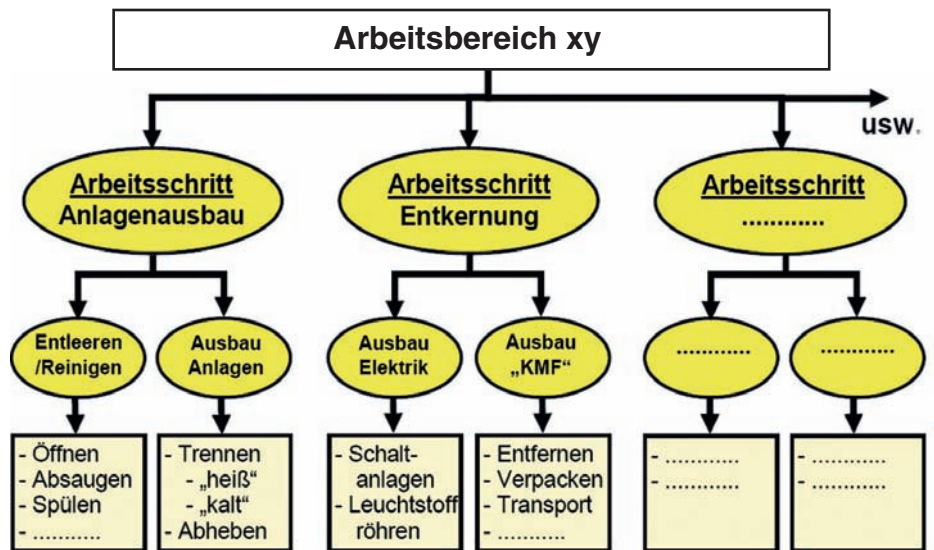 Arbeitsbereich xy
usw.
Arbeitsschritt
Anlagenausbau
Arbeitsschritt
Entkernung
Arbeitsschritt
............
Entleeren
/Reinigen
Ausbau
Anlagen
Ausbau
Elektrik
Ausbau
„KMF“
............
............
- Öffnen
- Absaugen
- Spülen
- ...........
- Trennen
- „heiß“
- „kalt“
- Abheben
- Schalt-
anlagen
- Leuchtstoff
röhren
- Entfernen
- Verpacken
- Transport
- ...........
- ............
- ............
- ............
- ............